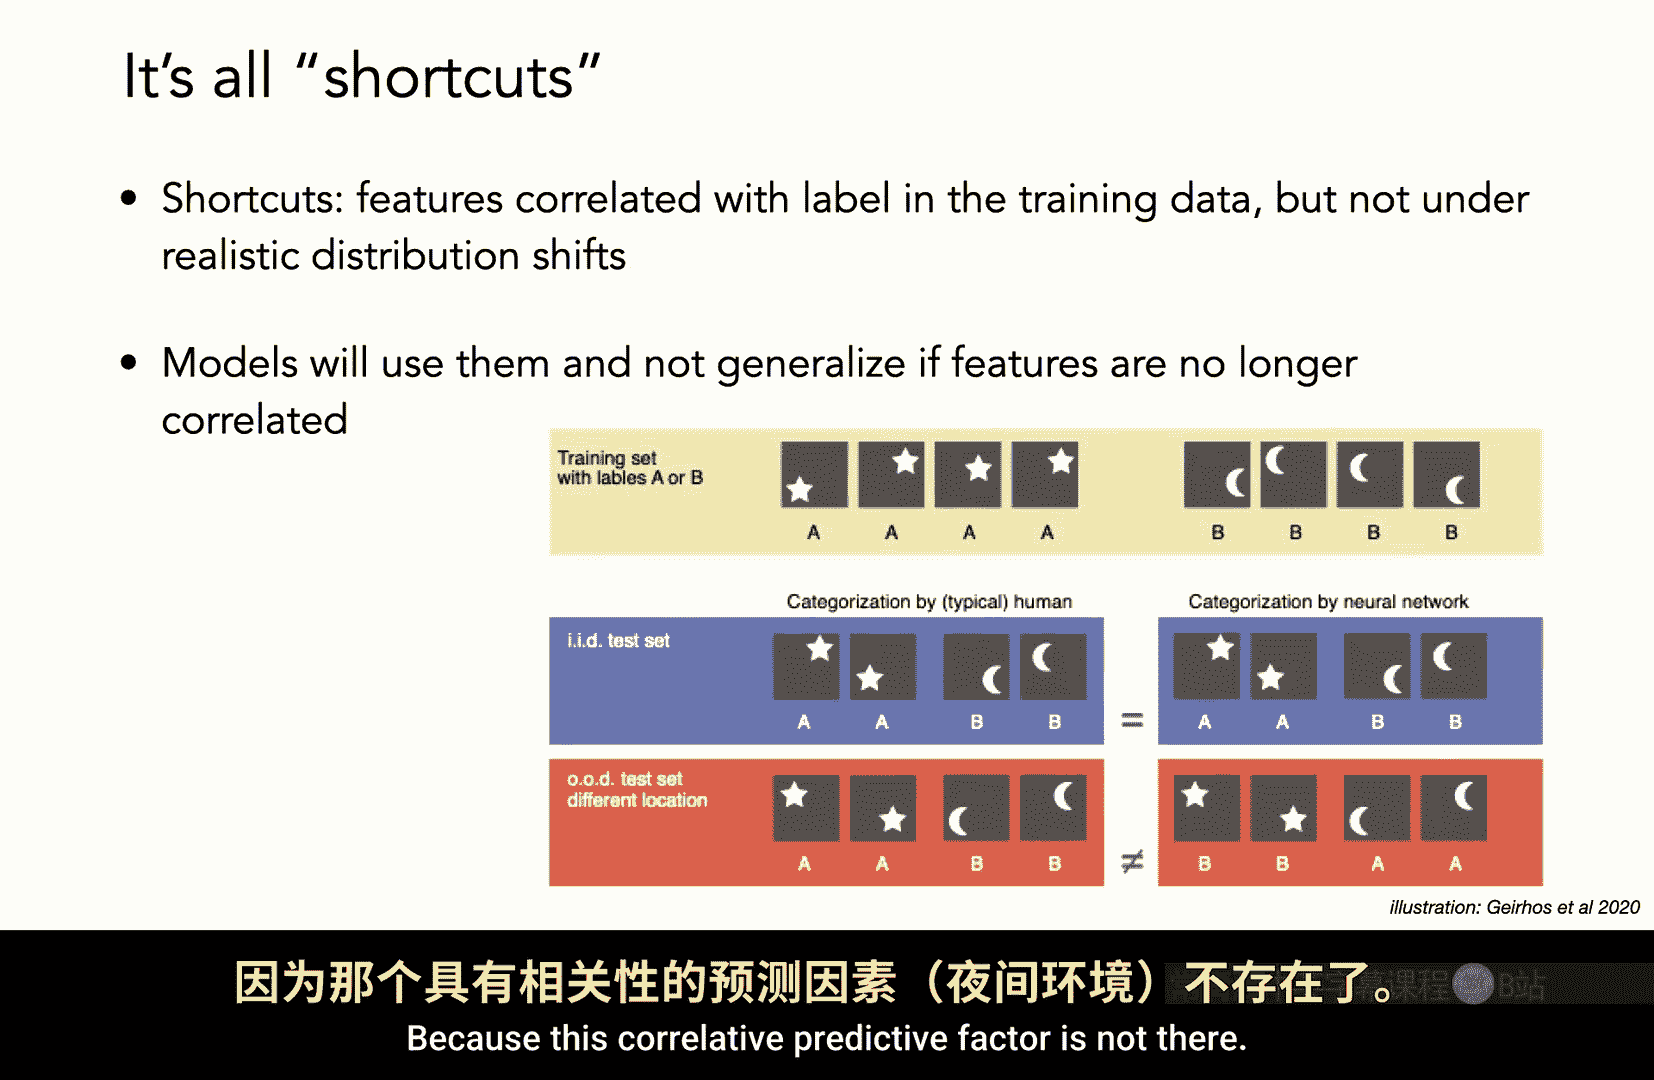 It's all “shortcuts”
• Shortcuts: features correlated with label in the training data, but not under
realistic distribution shifts
• Models will use them and not generalize if features are no longer
correlated
Training set
with lables A or B
A A A A B B B B
Categorization by (typical) human
Categorization by neural network
i.i.d. test set
A A B B = A A B B
o.o.d. test set
different location
A A B B ≠ B B A A
illustration: Geirhos et al 2020
因为那个具有相关性的预测因素（夜间环境）不存在了。
课程 B站
Because this correlative predictive factor is not there.